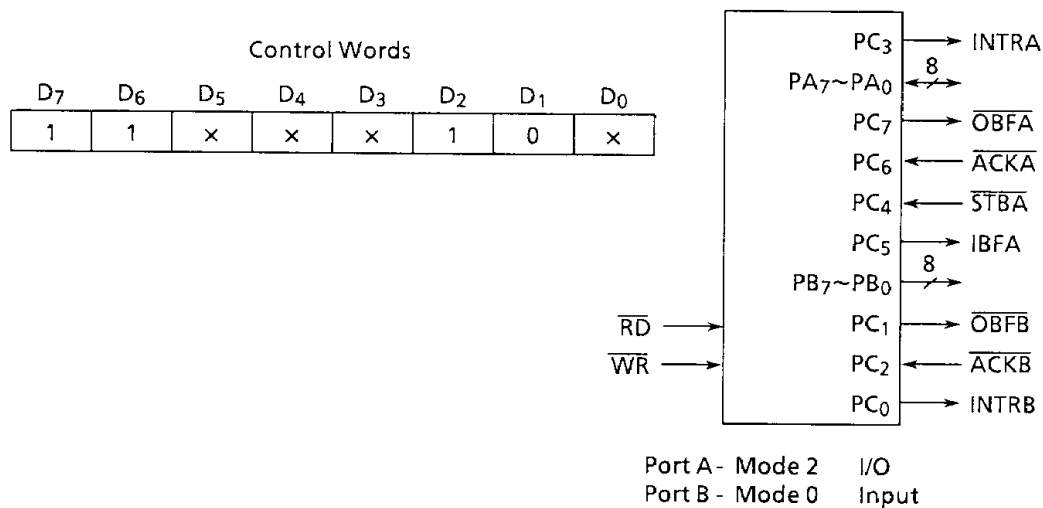 Control Words
D7 D6 D5 D4 D3 D2 D1 D0
1 1 × × × 1 0 ×
PC3 INTRA
PA7~PA0 8
PC7 OBFA
PC6 ACKA
PC4 STBA
PC5 IBFA
PB7~PB0 8
RD PC1 OBFB
WR PC2 ACKB
PC0 INTRB
Port A - Mode 2 I/O
Port B - Mode 0 Input